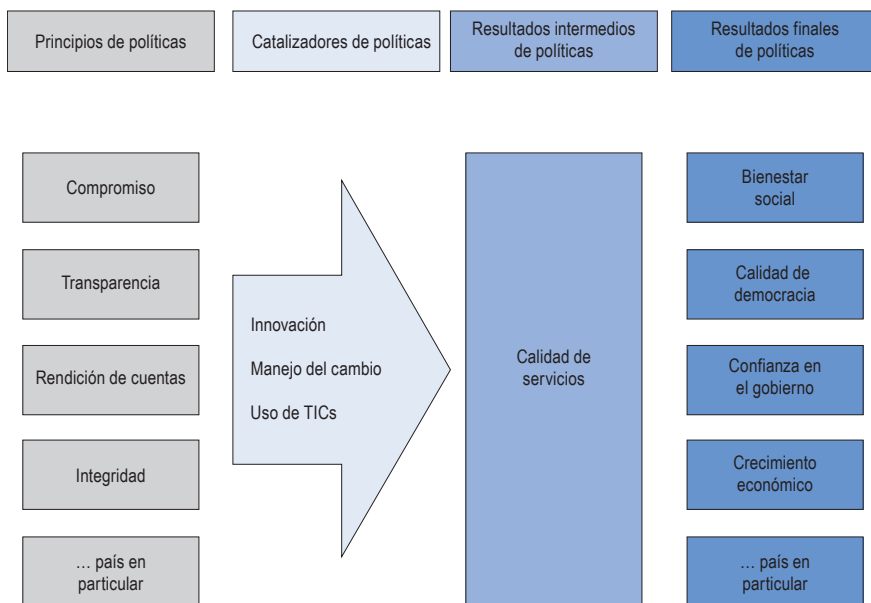 Principios de políticas
Catalizadores de políticas
Resultados intermedios
de políticas
Resultados finales
de políticas
Compromiso
Transparencia
Rendición de cuentas
Integridad
… país en
particular
Innovación
Manejo del cambio
Uso de TICs
Calidad de
servicios
Bienestar
social
Calidad de
democracia
Confianza en
el gobierno
Crecimiento
económico
… país en
particular